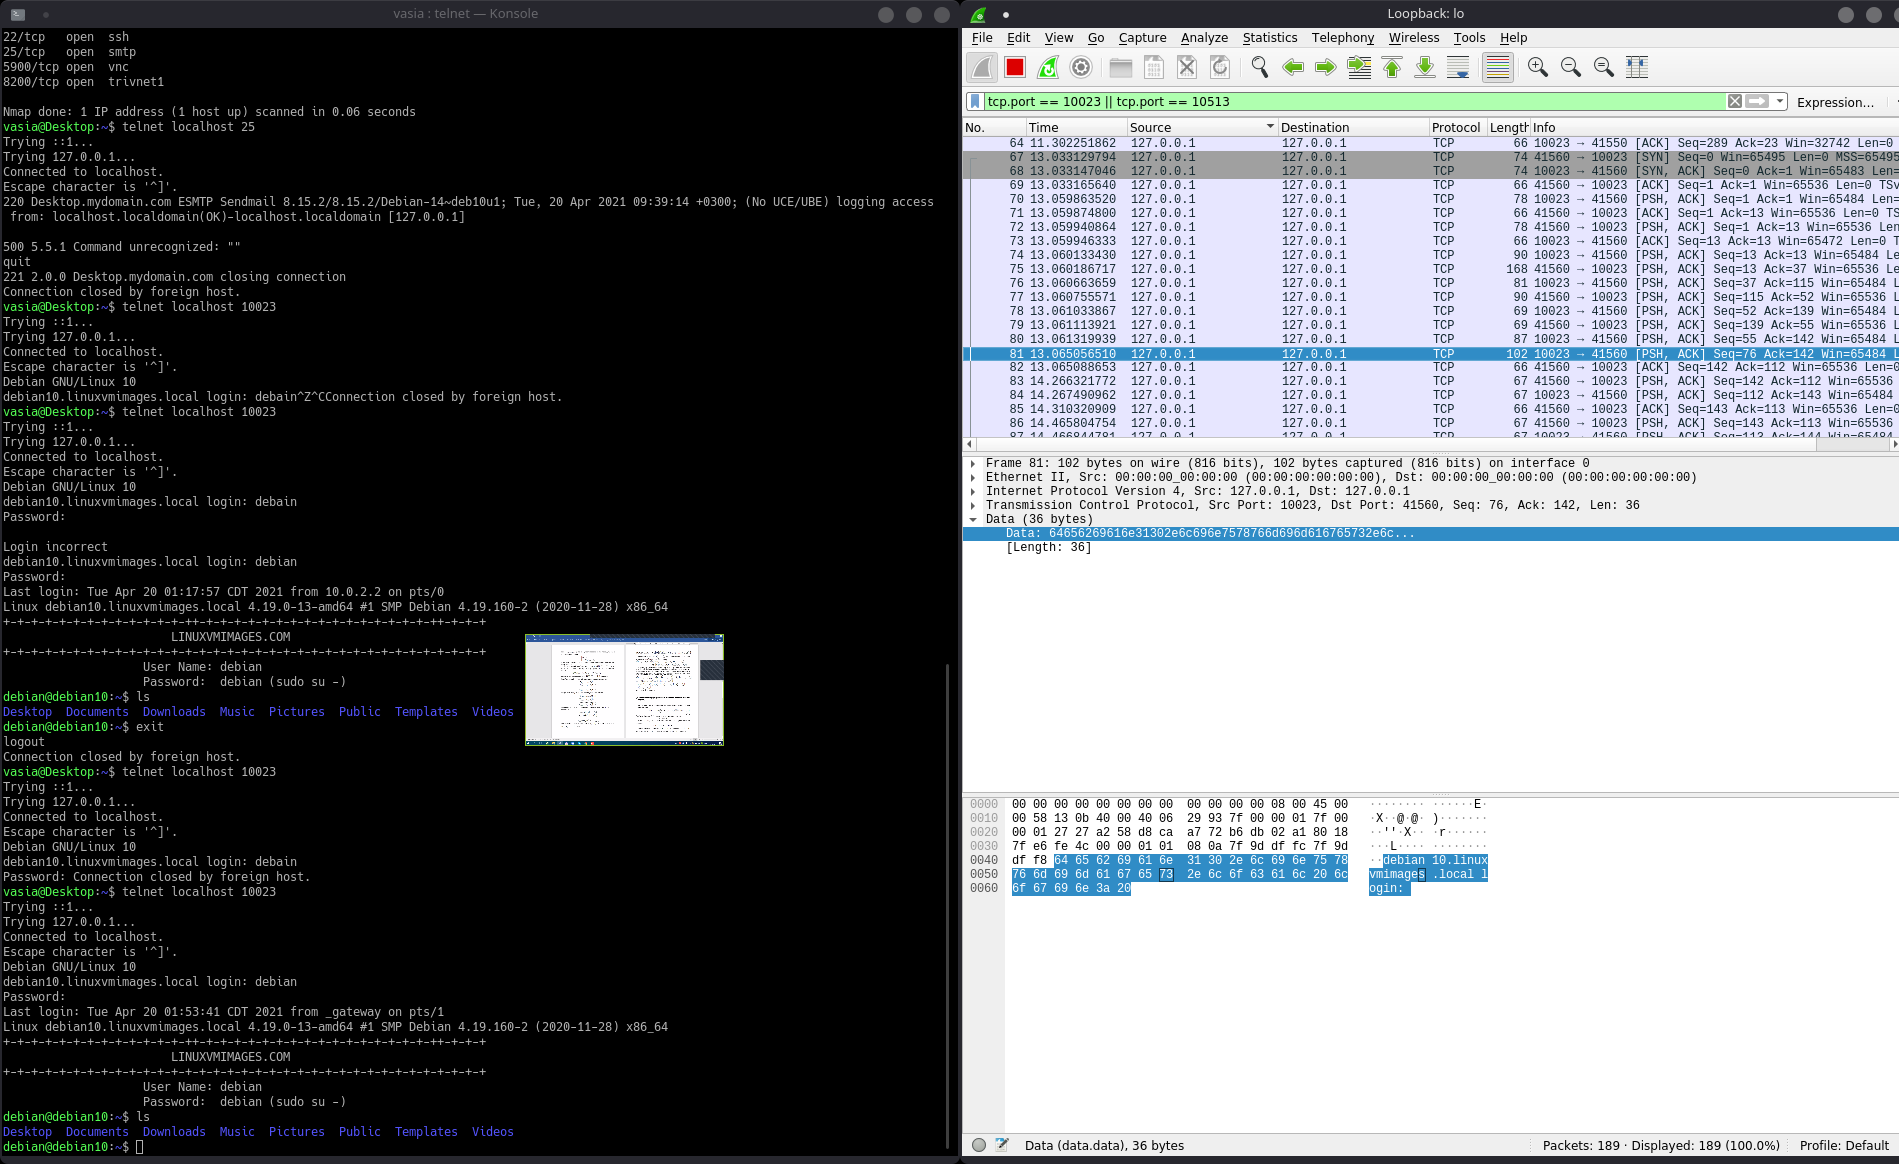 vasia : telnet — Konsole
22/tcp   open  ssh
25/tcp   open  smtp
5900/tcp open  vnc
8200/tcp open  trivnet1
Nmap done: 1 IP address (1 host up) scanned in 0.06 seconds
vasia@Desktop:~$ telnet localhost 25
Trying ::1...
Trying 127.0.0.1...
Connected to localhost.
Escape character is '^]'.
220 Desktop.mydomain.com ESMTP Sendmail 8.15.2/8.15.2/Debian-14~deb10u1; Tue, 20 Apr 2021 09:39:14 +0300; (No UCE/UBE) logging access
from: localhost.localdomain(OK)-localhost.localdomain [127.0.0.1]
500 5.5.1 Command unrecognized: ""
quit
221 2.0.0 Desktop.mydomain.com closing connection
Connection closed by foreign host.
vasia@Desktop:~$ telnet localhost 10023
Trying ::1...
Trying 127.0.0.1...
Connected to localhost.
Escape character is '^]'.
Debian GNU/Linux 10
debian10.linuxvmimages.local login: debain^Z^CConnection closed by foreign host.
vasia@Desktop:~$ telnet localhost 10023
Trying ::1...
Trying 127.0.0.1...
Connected to localhost.
Escape character is '^]'.
Debian GNU/Linux 10
debian10.linuxvmimages.local login: debain
Password:
Login incorrect
debian10.linuxvmimages.local login: debian
Password:
Last login: Tue Apr 20 01:17:57 CDT 2021 from 10.0.2.2 on pts/0
Linux debian10.linuxvmimages.local 4.19.0-13-amd64 #1 SMP Debian 4.19.160-2 (2020-11-28) x86_64
+-+-+-+-+-+-+-+-+-+-+-+-+-++-+-+-+-+-+-+-+-+-+-+-+-+-+-+-+-+-++-+-+-+
LINUXVMIMAGES.COM
+-+-+-+-+-+-+-+-+-+-+-+-+-++-+-+-+-+-+-+-+-+-+-+-+-+-+-+-+-+-++-+-+-+
User Name: debian
Password:  debian (sudo su -)
debian@debian10:~$ ls
Desktop  Documents  Downloads  Music  Pictures  Public  Templates  Videos
debian@debian10:~$ exit
logout
Connection closed by foreign host.
vasia@Desktop:~$ telnet localhost 10023
Trying ::1...
Trying 127.0.0.1...
Connected to localhost.
Escape character is '^]'.
Debian GNU/Linux 10
debian10.linuxvmimages.local login: debain
Password: Connection closed by foreign host.
vasia@Desktop:~$ telnet localhost 10023
Trying ::1...
Trying 127.0.0.1...
Connected to localhost.
Escape character is '^]'.
Debian GNU/Linux 10
debian10.linuxvmimages.local login: debian
Password:
Last login: Tue Apr 20 01:53:41 CDT 2021 from _gateway on pts/1
Linux debian10.linuxvmimages.local 4.19.0-13-amd64 #1 SMP Debian 4.19.160-2 (2020-11-28) x86_64
+-+-+-+-+-+-+-+-+-+-+-+-+-++-+-+-+-+-+-+-+-+-+-+-+-+-+-+-+-+-++-+-+-+
LINUXVMIMAGES.COM
+-+-+-+-+-+-+-+-+-+-+-+-+-++-+-+-+-+-+-+-+-+-+-+-+-+-+-+-+-+-++-+-+-+
User Name: debian
Password:  debian (sudo su -)
debian@debian10:~$ ls
Desktop  Documents  Downloads  Music  Pictures  Public  Templates  Videos
debian@debian10:~$
Loopback: lo
File Edit View Go Capture Analyze Statistics Telephony Wireless Tools Help
tcp.port == 10023 || tcp.port == 10513 Expression…
No. Time Source Destination Protocol Length Info
64 11.302251862 127.0.0.1 127.0.0.1 TCP 66 10023 → 41550 [ACK] Seq=289 Ack=23 Win=32742 Len=0
67 13.033129794 127.0.0.1 127.0.0.1 TCP 74 41560 → 10023 [SYN] Seq=0 Win=65495 Len=0 MSS=65495
68 13.033147046 127.0.0.1 127.0.0.1 TCP 74 10023 → 41560 [SYN, ACK] Seq=0 Ack=1 Win=65483 Len=
69 13.033165640 127.0.0.1 127.0.0.1 TCP 66 41560 → 10023 [ACK] Seq=1 Ack=1 Win=65536 Len=0 TSv
70 13.059863520 127.0.0.1 127.0.0.1 TCP 78 10023 → 41560 [PSH, ACK] Seq=1 Ack=1 Win=65484 Len=
71 13.059874800 127.0.0.1 127.0.0.1 TCP 66 41560 → 10023 [ACK] Seq=1 Ack=13 Win=65536 Len=0 TS
72 13.059940864 127.0.0.1 127.0.0.1 TCP 78 41560 → 10023 [PSH, ACK] Seq=1 Ack=13 Win=65536 Len
73 13.059946333 127.0.0.1 127.0.0.1 TCP 66 10023 → 41560 [ACK] Seq=13 Ack=13 Win=65472 Len=0 T
74 13.060133430 127.0.0.1 127.0.0.1 TCP 90 10023 → 41560 [PSH, ACK] Seq=13 Ack=13 Win=65484 Le
75 13.060186717 127.0.0.1 127.0.0.1 TCP 168 41560 → 10023 [PSH, ACK] Seq=13 Ack=37 Win=65536 Le
76 13.060663659 127.0.0.1 127.0.0.1 TCP 81 10023 → 41560 [PSH, ACK] Seq=37 Ack=115 Win=65484 L
77 13.060755571 127.0.0.1 127.0.0.1 TCP 90 41560 → 10023 [PSH, ACK] Seq=115 Ack=52 Win=65536 L
78 13.061033867 127.0.0.1 127.0.0.1 TCP 69 10023 → 41560 [PSH, ACK] Seq=52 Ack=139 Win=65484 L
79 13.061113921 127.0.0.1 127.0.0.1 TCP 69 41560 → 10023 [PSH, ACK] Seq=139 Ack=55 Win=65536 L
80 13.061319939 127.0.0.1 127.0.0.1 TCP 87 10023 → 41560 [PSH, ACK] Seq=55 Ack=142 Win=65484 L
81 13.065056510 127.0.0.1 127.0.0.1 TCP 102 10023 → 41560 [PSH, ACK] Seq=76 Ack=142 Win=65484 L
82 13.065088653 127.0.0.1 127.0.0.1 TCP 66 41560 → 10023 [ACK] Seq=142 Ack=112 Win=65536 Len=0
83 14.266321772 127.0.0.1 127.0.0.1 TCP 67 41560 → 10023 [PSH, ACK] Seq=142 Ack=112 Win=65536
84 14.267490962 127.0.0.1 127.0.0.1 TCP 67 10023 → 41560 [PSH, ACK] Seq=112 Ack=143 Win=65484
85 14.310320909 127.0.0.1 127.0.0.1 TCP 66 41560 → 10023 [ACK] Seq=143 Ack=113 Win=65536 Len=0
86 14.465804754 127.0.0.1 127.0.0.1 TCP 67 41560 → 10023 [PSH, ACK] Seq=143 Ack=113 Win=65536
87 14.466844781 127.0.0.1 127.0.0.1 TCP 67 10023 → 41560 [PSH, ACK] Seq=113 Ack=144 Win=65484
Frame 81: 102 bytes on wire (816 bits), 102 bytes captured (816 bits) on interface 0
Ethernet II, Src: 00:00:00_00:00:00 (00:00:00:00:00:00), Dst: 00:00:00_00:00:00 (00:00:00:00:00:00)
Internet Protocol Version 4, Src: 127.0.0.1, Dst: 127.0.0.1
Transmission Control Protocol, Src Port: 10023, Dst Port: 41560, Seq: 76, Ack: 142, Len: 36
Data (36 bytes)
Data: 64656269616e31302e6c696e7578766d696d616765732e6c...
[Length: 36]
0000 00 00 00 00 00 00 00 00 00 00 00 00 08 00 45 00 ········ ······E·
0010 00 58 13 0b 40 00 40 06 29 93 7f 00 00 01 7f 00 ·X··@·@· )·······
0020 00 01 27 27 a2 58 d8 ca a7 72 b6 db 02 a1 80 18 ··''·X·· ·r······
0030 7f e6 fe 4c 00 00 01 01 08 0a 7f 9d df fc 7f 9d ···L···· ········
0040 df f8 64 65 62 69 61 6e 31 30 2e 6c 69 6e 75 78 ··debian 10.linux
0050 76 6d 69 6d 61 67 65 73 2e 6c 6f 63 61 6c 20 6c vmimages .local l
0060 6f 67 69 6e 3a 20 ogin:
Data (data.data), 36 bytes Packets: 189 · Displayed: 189 (100.0%) Profile: Default